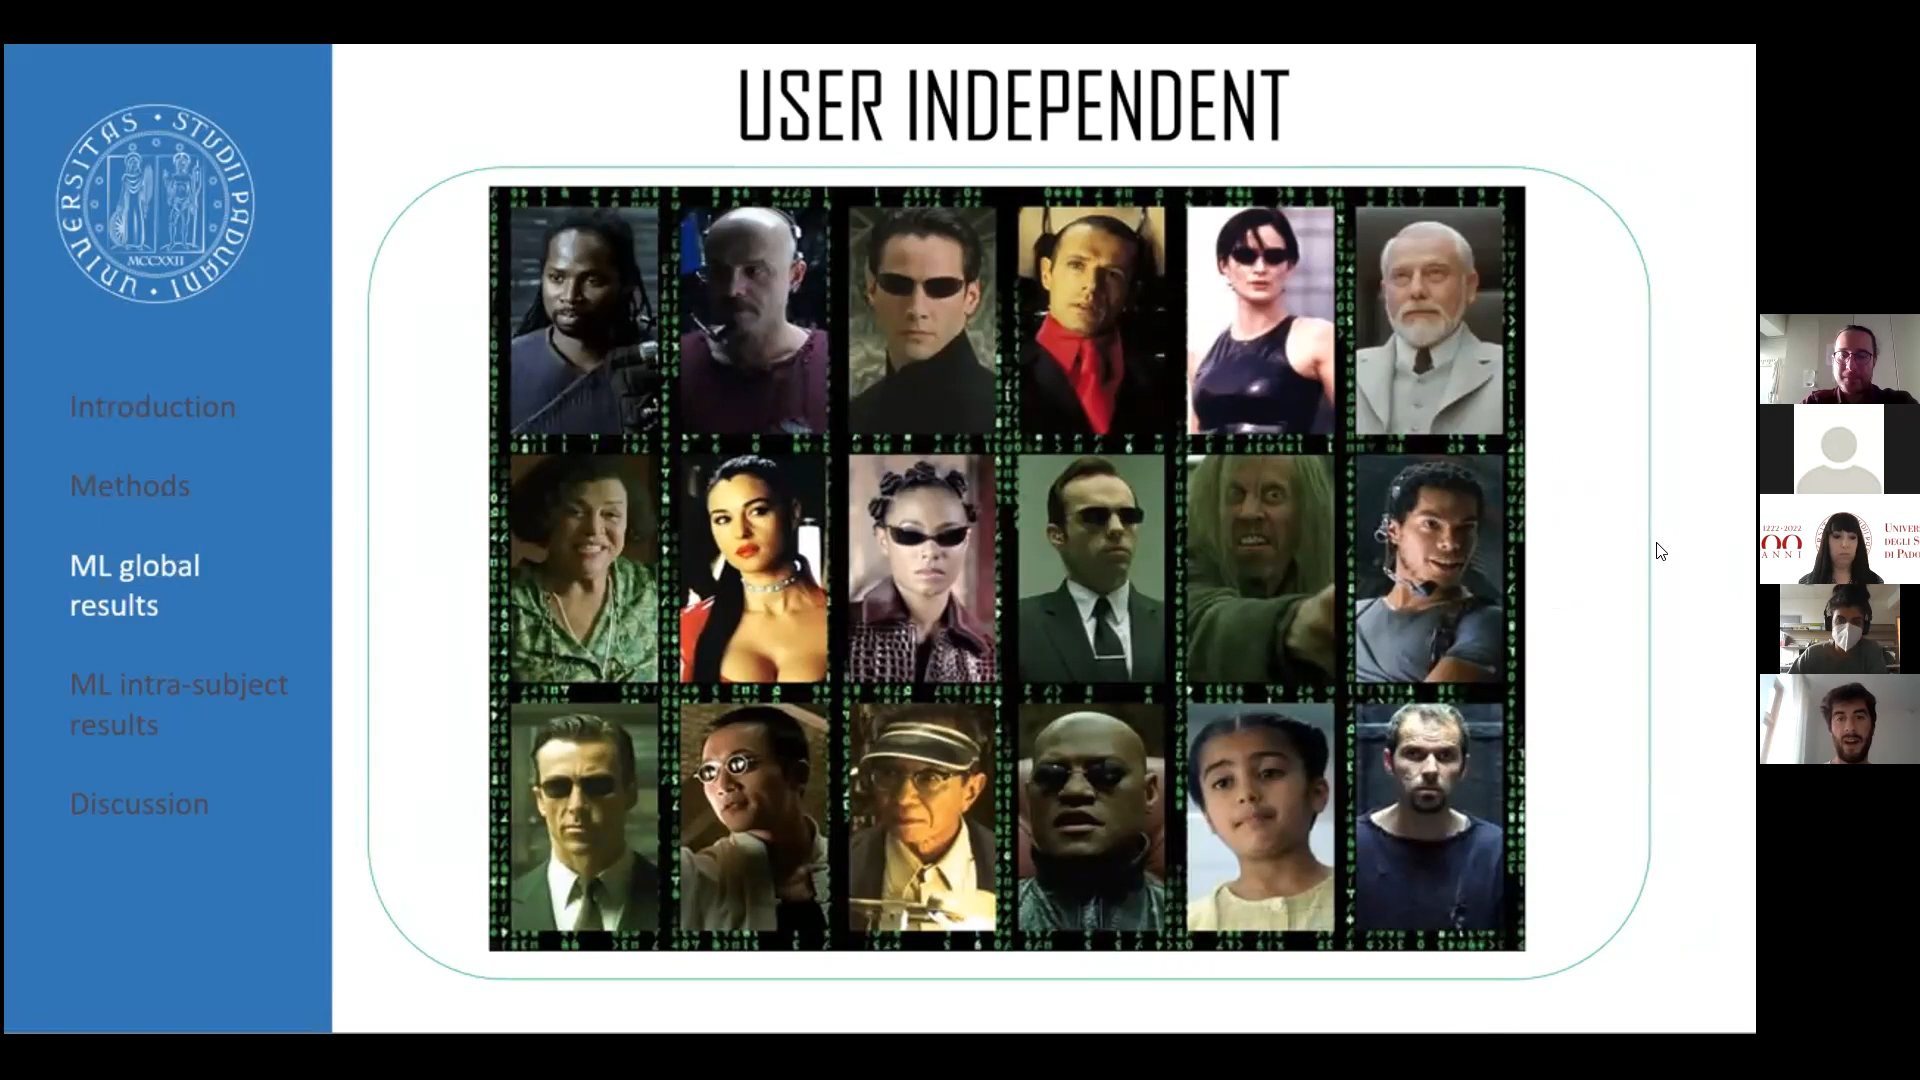 USER INDEPENDENT
UNIVERSITAS • STUDII PADUANI •
MCCXXII
Introduction
Methods
ML global
results
ML intra-subject
results
Discussion
1222·2022
ANNI
UNIVER
DEGLI S
DI PADO